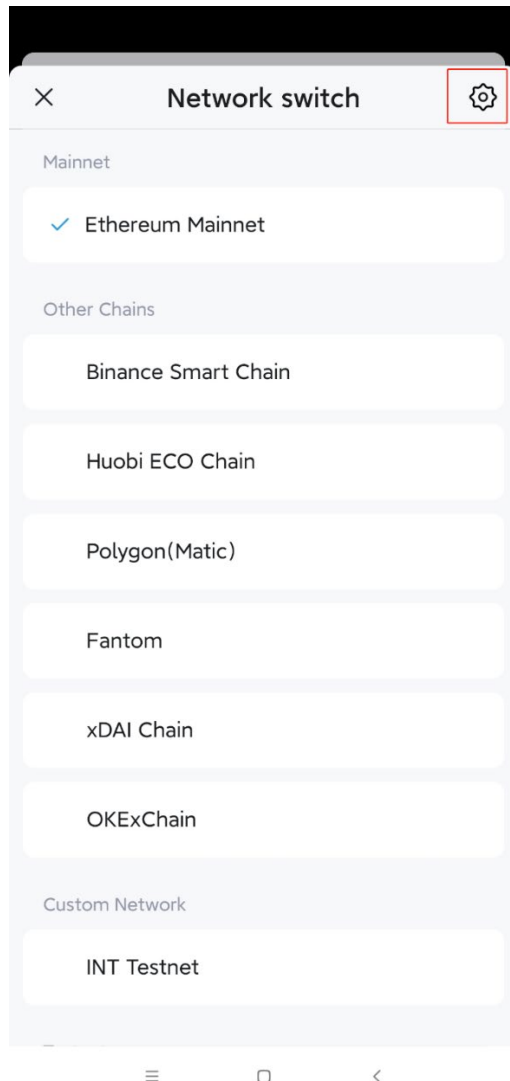 Network switch
Mainnet
Ethereum Mainnet
Other Chains
Binance Smart Chain
Huobi ECO Chain
Polygon(Matic)
Fantom
xDAI Chain
OKExChain
Custom Network
INT Testnet